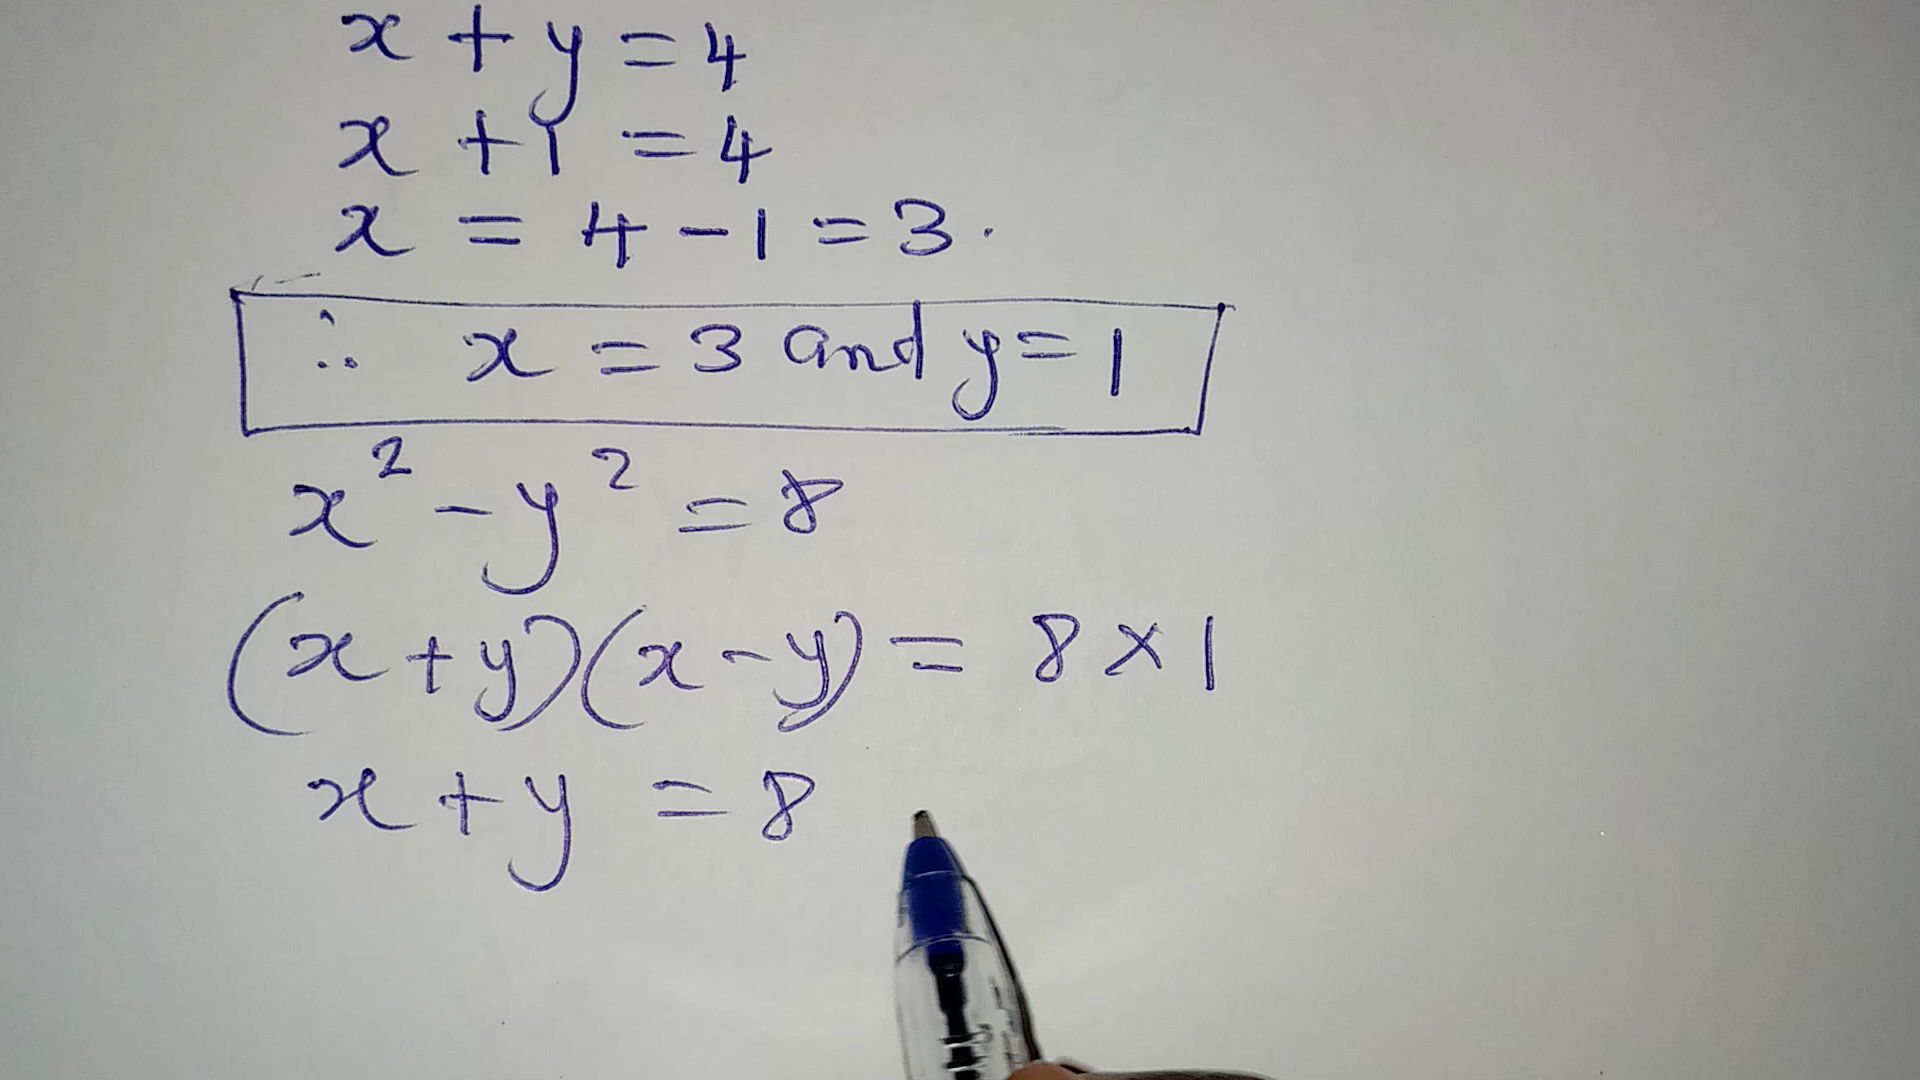 x + y = 4
x + 1 = 4
x = 4 - 1 = 3.
∴ x = 3 and y = 1
x² - y² = 8
(x + y)(x - y) = 8 × 1
x + y = 8